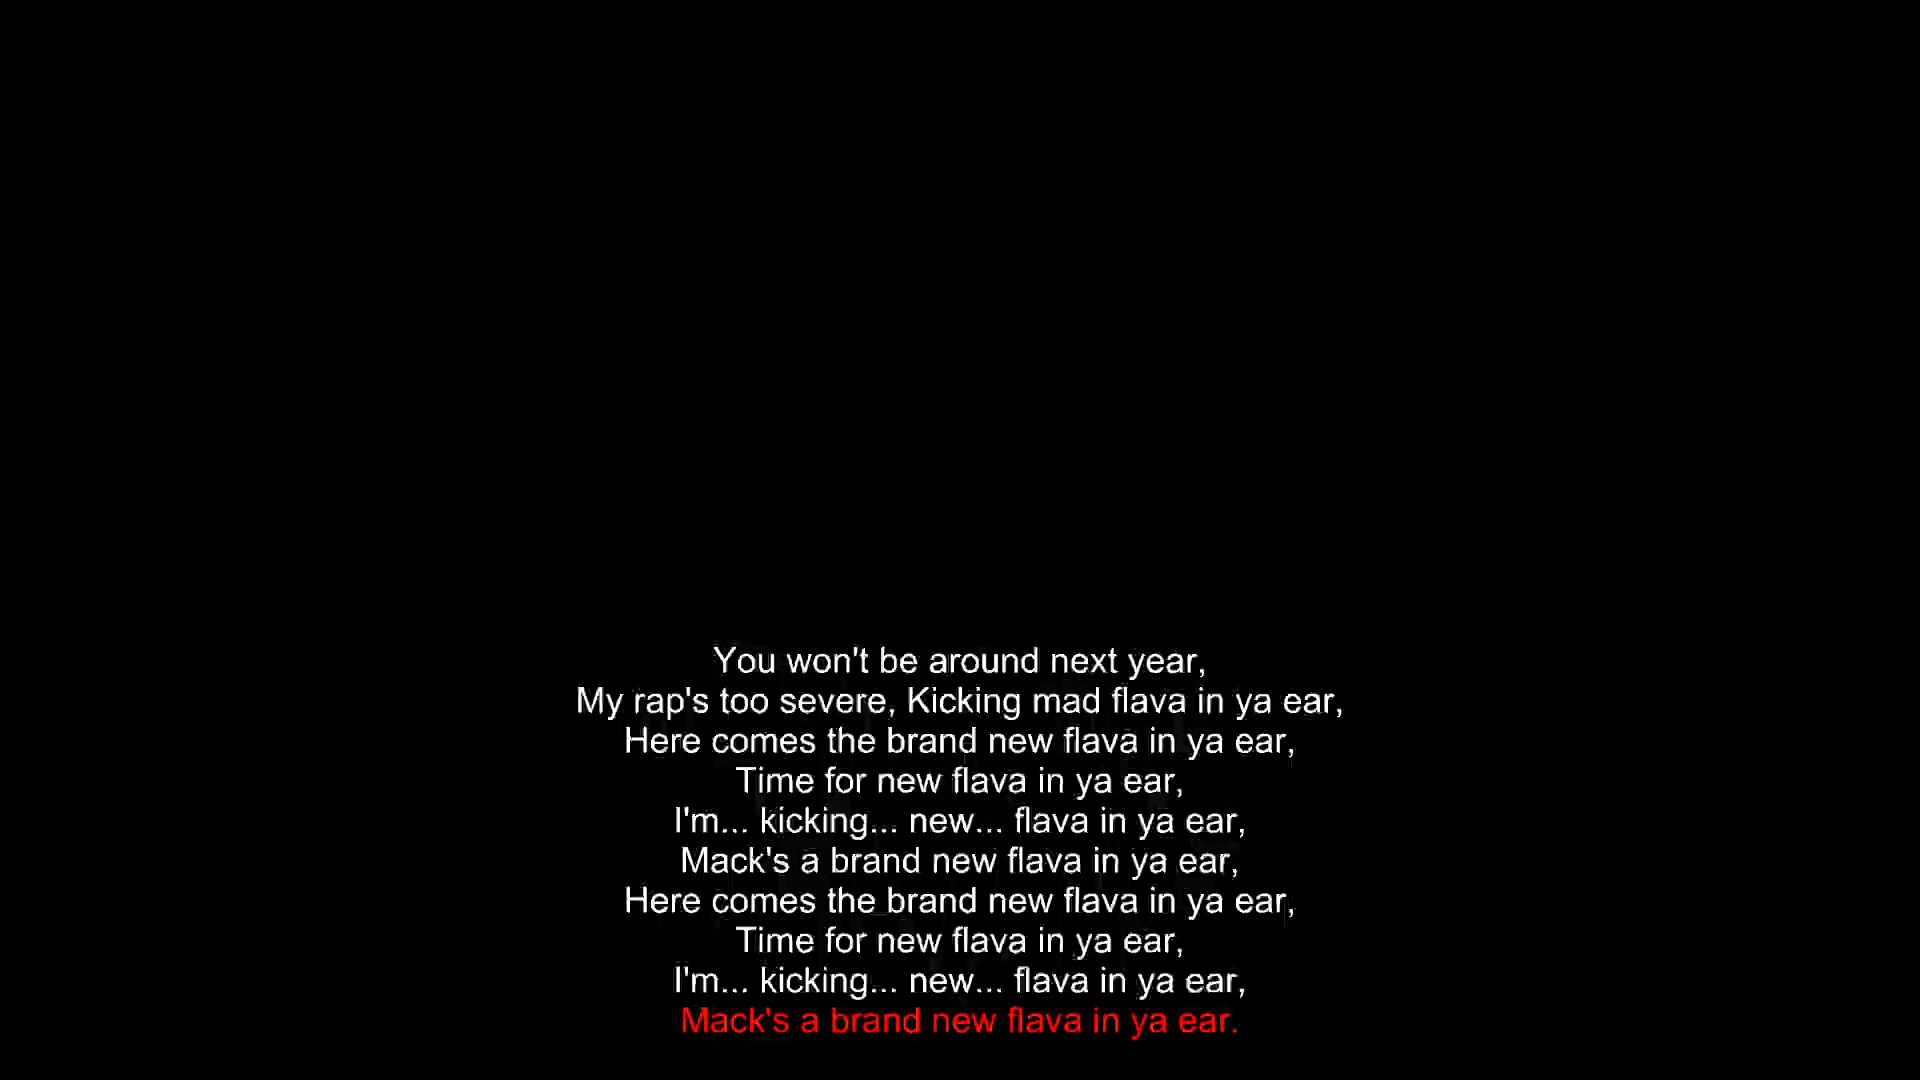 You won't be around next year,
My rap's too severe, Kicking mad flava in ya ear,
Here comes the brand new flava in ya ear,
Time for new flava in ya ear,
I'm... kicking... new... flava in ya ear,
Mack's a brand new flava in ya ear,
Here comes the brand new flava in ya ear,
Time for new flava in ya ear,
I'm... kicking... new... flava in ya ear,
Mack's a brand new flava in ya ear.